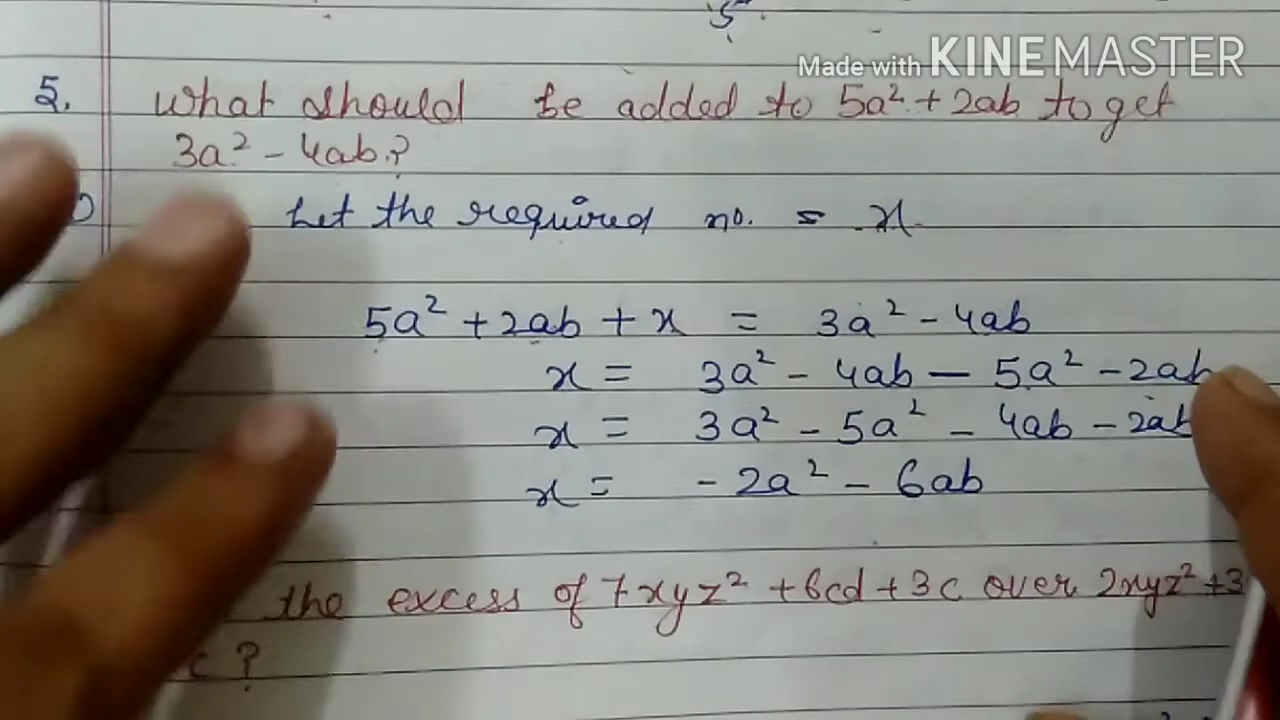 Made with KINEMASTER
5. What should be added to 5a² + 2ab to get
3a² - 4ab?
Let the required no. = x
5a² + 2ab + x = 3a² - 4ab
x = 3a² - 4ab - 5a² - 2ab
x = 3a² - 5a² - 4ab - 2ab
x = - 2a² - 6ab
the excess of 7xyz² + 6cd + 3c over 2xyz² + 3
c?